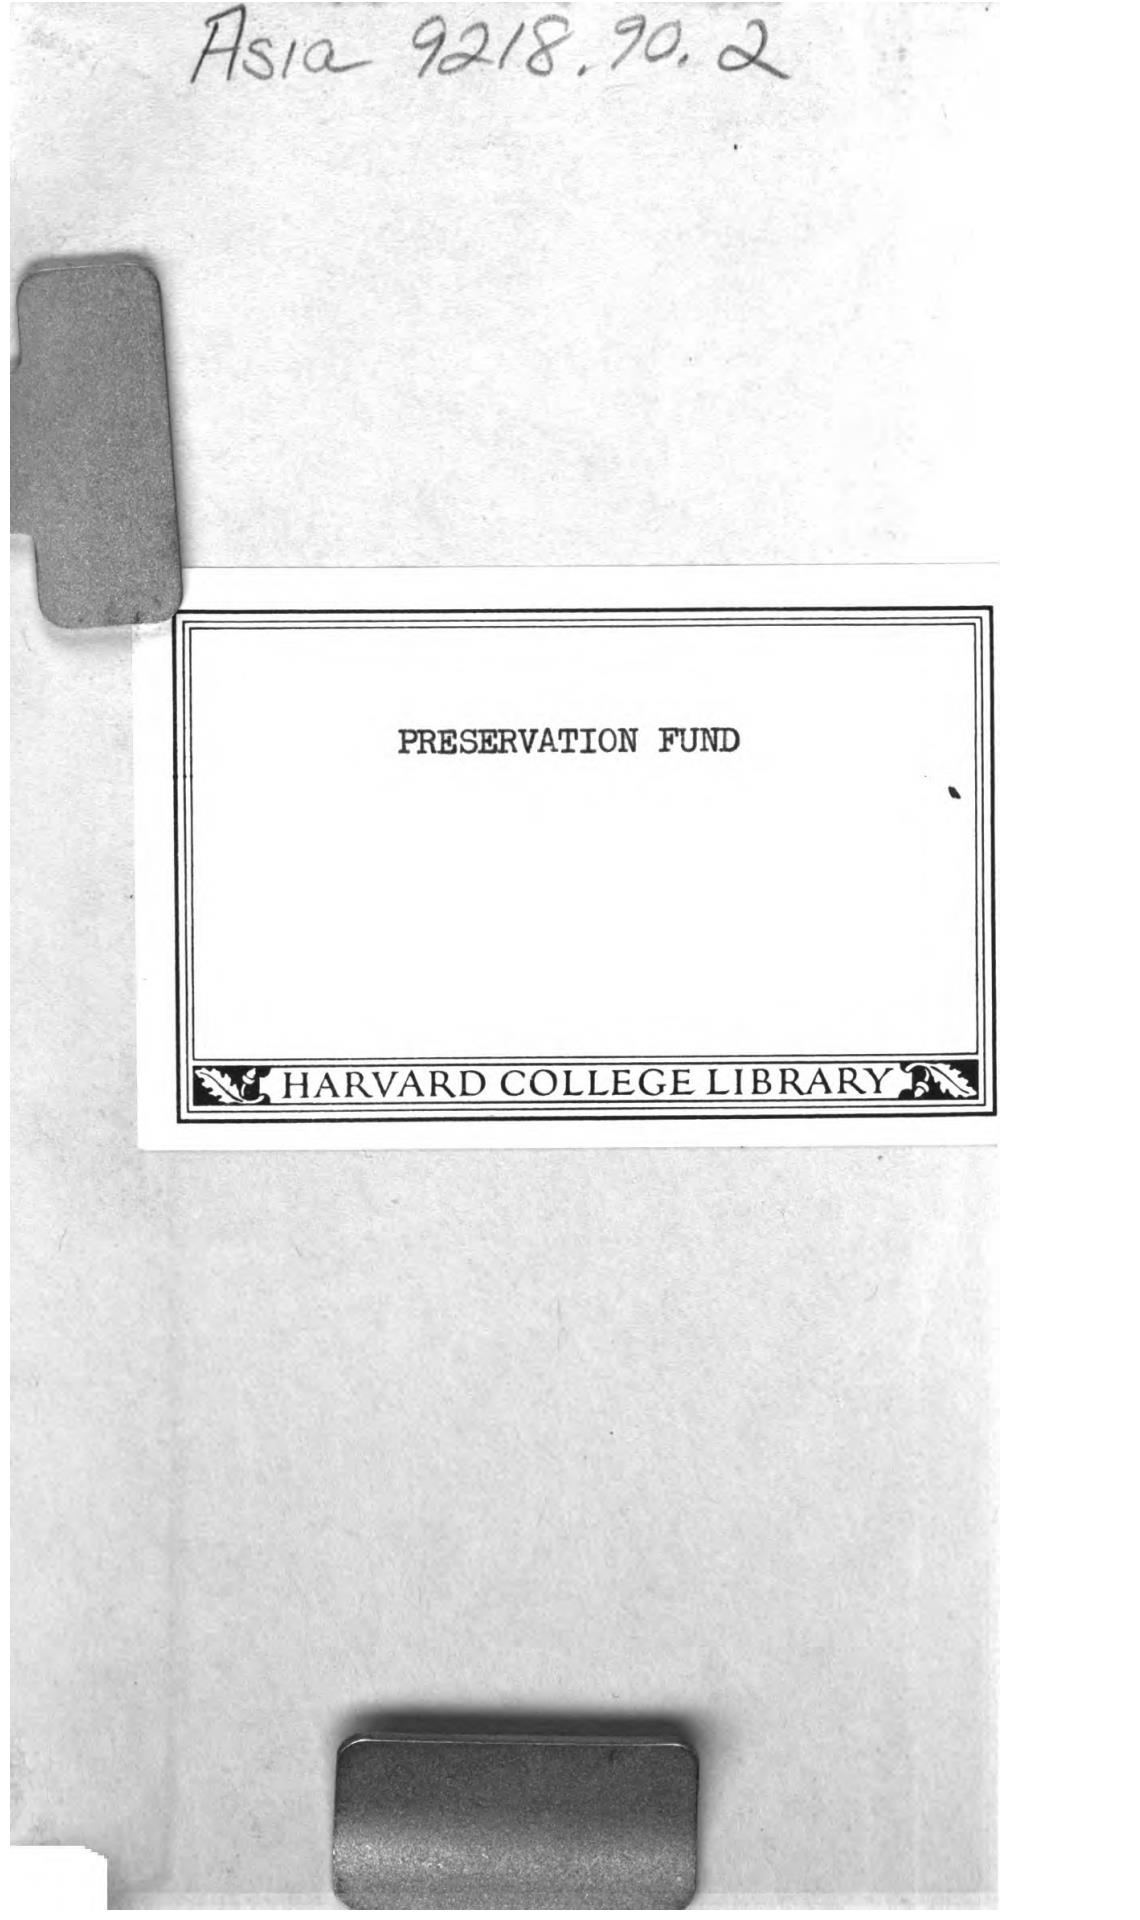 Asia 9218.90.2
PRESERVATION FUND
HARVARD COLLEGE LIBRARY